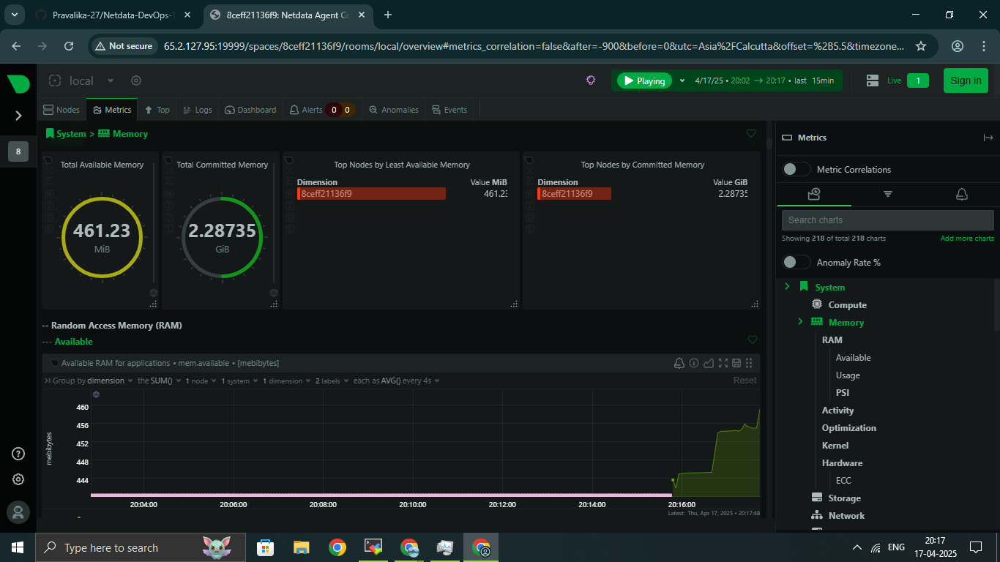 Pravalika-27/Netdata-DevOps-T
8ceff21136f9: Netdata Agent Co
Not secure
65.2.127.95:19999/spaces/8ceff21136f9/rooms/local/overview#metrics_correlation=false&after=-900&before=0&utc=Asia%2FCalcutta&offset=%2B5.5&timezone...
local
Playing
4/17/25 • 20:02 → 20:17 • last 15min
Live
1
Sign in
Nodes
Metrics
Top
Logs
Dashboard
Alerts
0
0
Anomalies
Events
8
System > Memory
Total Available Memory
461.23
MiB
Total Committed Memory
2.28735
GiB
Top Nodes by Least Available Memory
Dimension Value MiB
8ceff21136f9 461.23
Top Nodes by Committed Memory
Dimension Value GiB
8ceff21136f9 2.28735
-- Random Access Memory (RAM)
--- Available
Available RAM for applications • mem.available • [mebibytes]
Group by dimension the SUM() 1 node 1 system 1 dimension 2 labels each as AVG() every 4s
Reset
mebibytes
460
456
452
448
444
20:04:00 20:06:00 20:08:00 20:10:00 20:12:00 20:14:00 20:16:00
Latest: Thu, Apr 17, 2025 • 20:17:48
Metrics
Metric Correlations
Search charts
Showing 218 of total 218 charts
Add more charts
Anomaly Rate %
System
Compute
Memory
RAM
Available
Usage
PSI
Activity
Optimization
Kernel
Hardware
ECC
Storage
Network
Type here to search
ENG
20:17
17-04-2025